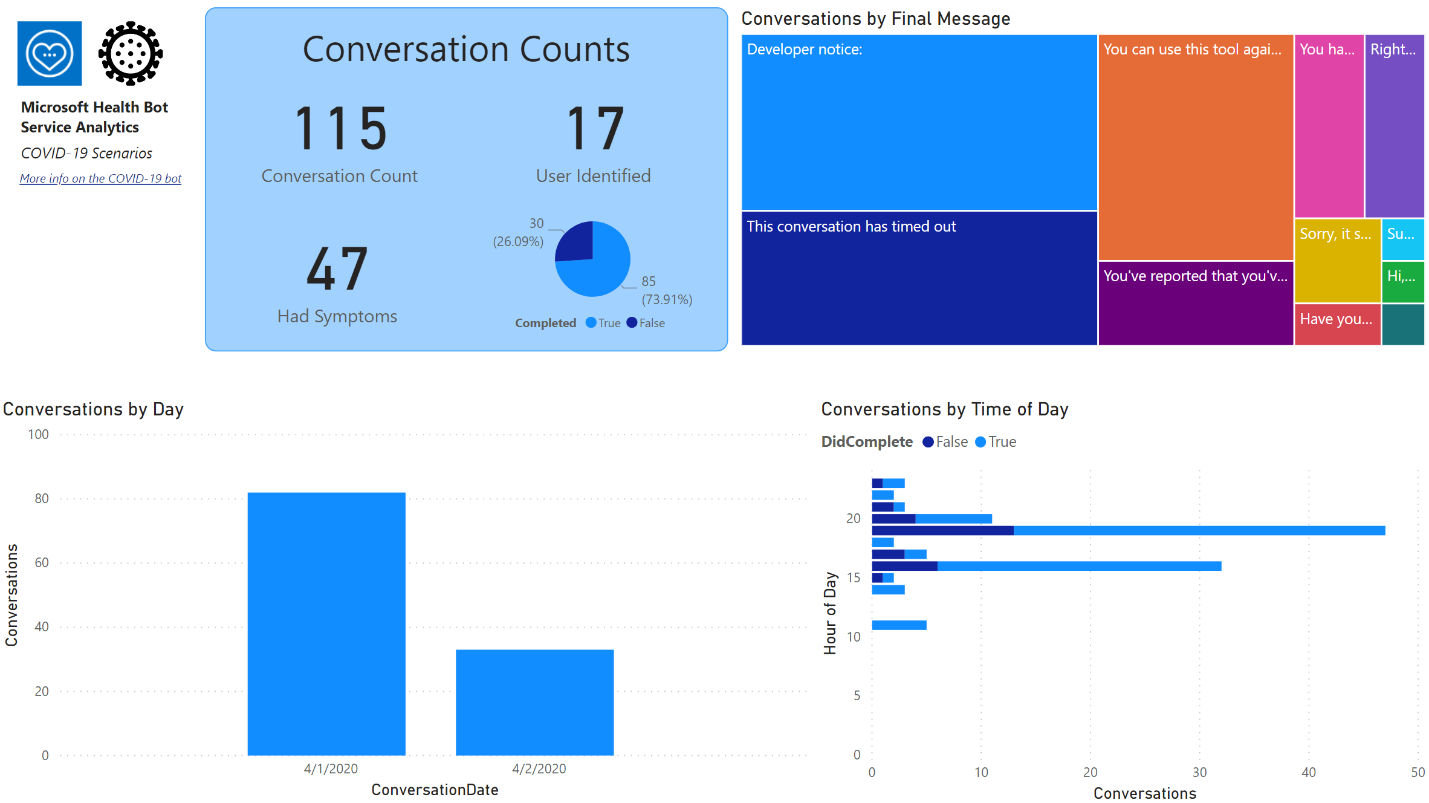 Microsoft Health Bot
Service Analytics
COVID-19 Scenarios
More info on the COVID-19 bot
Conversation Counts
115
Conversation Count
17
User Identified
47
Had Symptoms
30
(26.09%)
85
(73.91%)
Completed True False
Conversations by Final Message
Developer notice:
This conversation has timed out
You can use this tool agai...
You've reported that you'v...
You ha...
Right...
Sorry, it s...
Su...
Hi,...
Have you...
Conversations by Day
100
80
60
40
20
0
Conversations
4/1/2020
4/2/2020
ConversationDate
Conversations by Time of Day
DidComplete False True
20
15
10
5
0
Hour of Day
0
10
20
30
40
50
Conversations